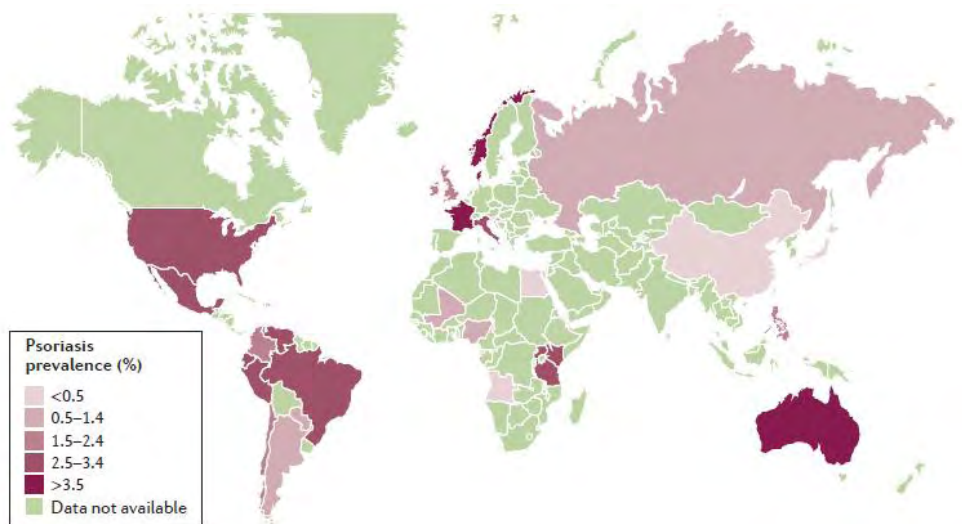 Psoriasis
prevalence (%)
<0.5
0.5–1.4
1.5–2.4
2.5–3.4
>3.5
Data not available